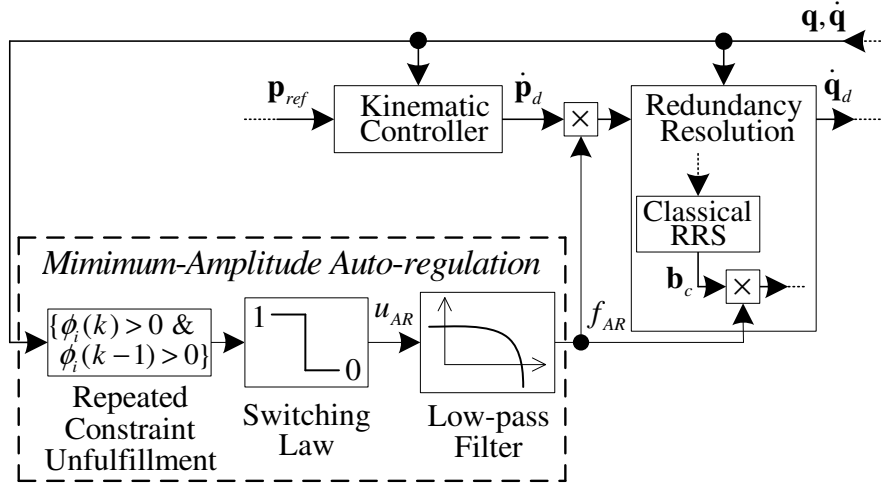 q, q̇
p_ref
Kinematic
Controller
ṗ_d
×
Redundancy
Resolution
q̇_d
Classical
RRS
b_c
×
Mimimum-Amplitude Auto-regulation
{ϕ_i(k) > 0 &
ϕ_i(k−1) > 0}
Repeated
Constraint
Unfulfillment
1
0
Switching
Law
u_AR
Low-pass
Filter
f_AR